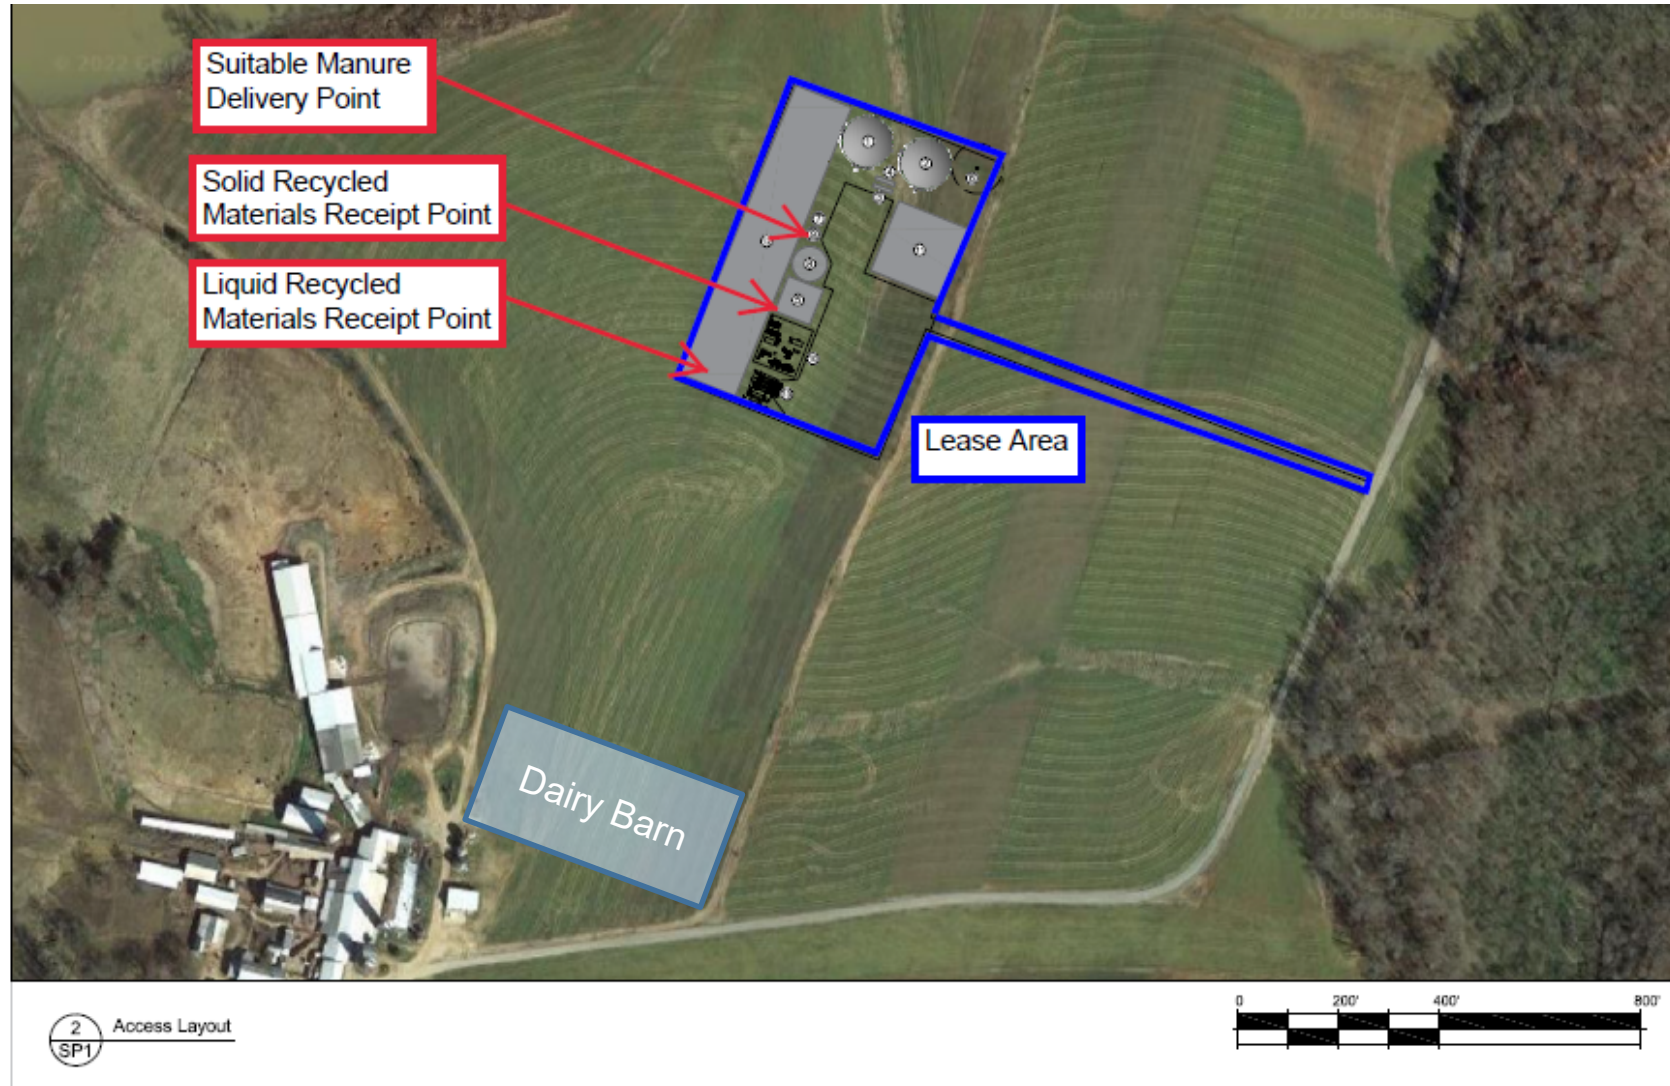 Suitable Manure
Delivery Point
Solid Recycled
Materials Receipt Point
Liquid Recycled
Materials Receipt Point
Lease Area
Dairy Barn
2
SP1
Access Layout
0 200' 400' 800'